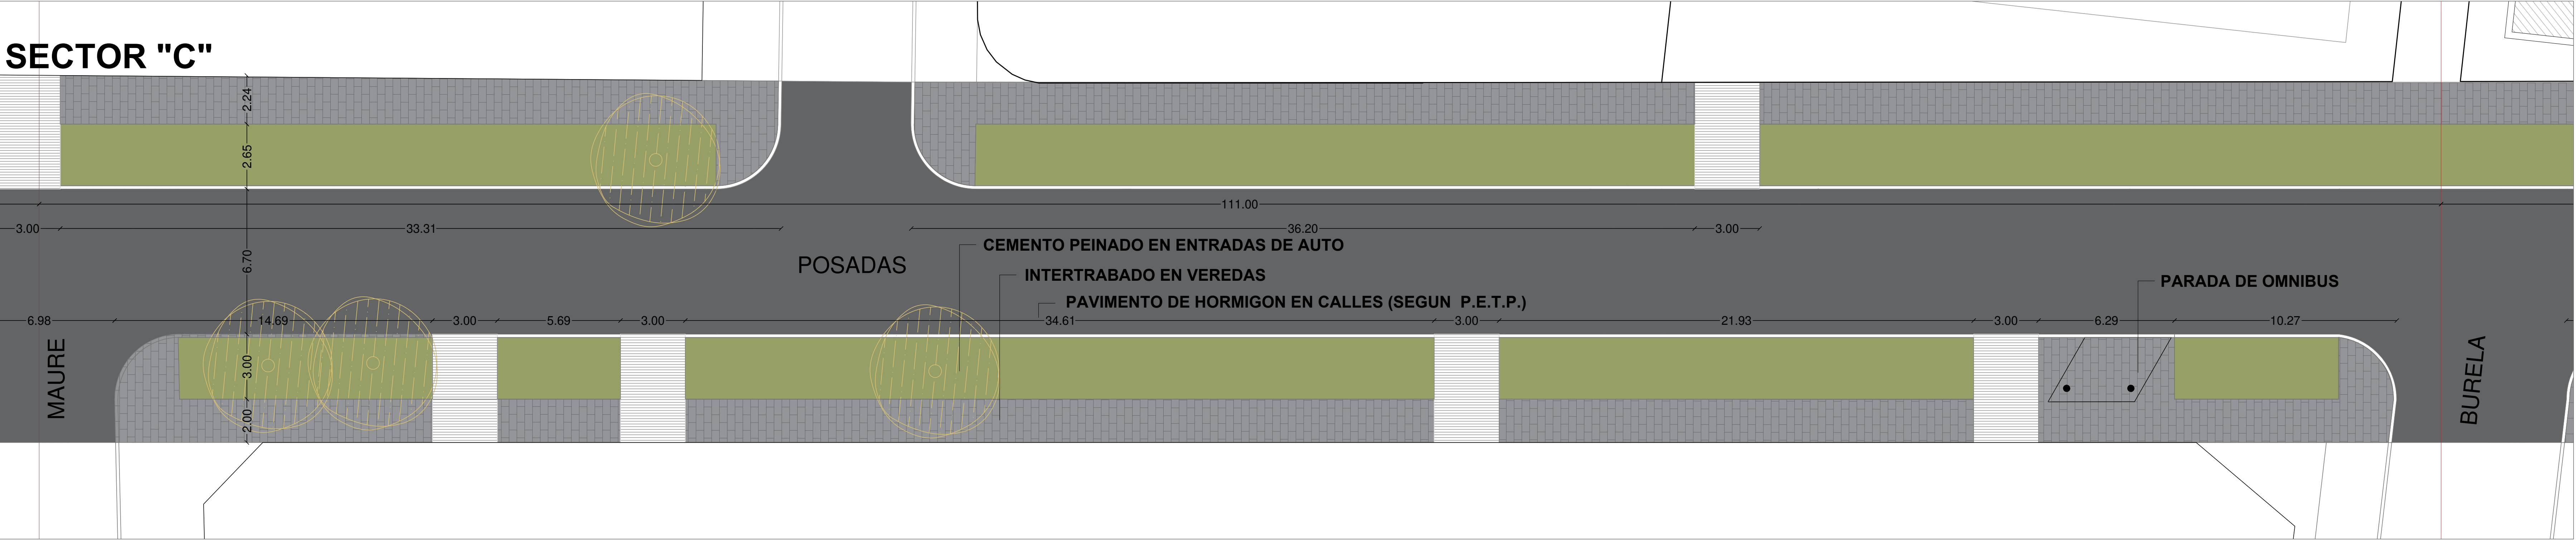 SECTOR "C"
2.24
2.65
111.00
3.00
33.31
36.20
3.00
CEMENTO PEINADO EN ENTRADAS DE AUTO
6.70
POSADAS
INTERTRABADO EN VEREDAS
PARADA DE OMNIBUS
PAVIMENTO DE HORMIGON EN CALLES (SEGUN P.E.T.P.)
6.98
14.69
3.00
5.69
3.00
34.61
3.00
21.93
3.00
6.29
10.27
MAURE
3.00
BURELA
2.00